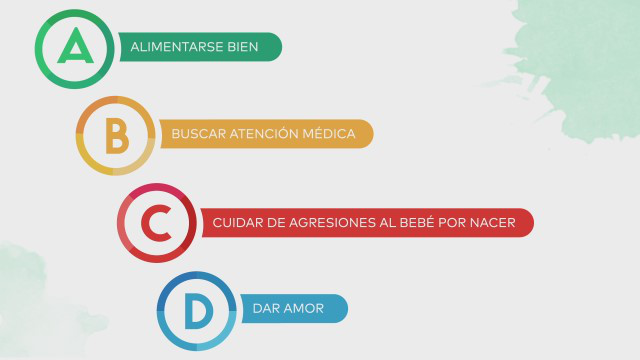 A
ALIMENTARSE BIEN
B
BUSCAR ATENCIÓN MÉDICA
C
CUIDAR DE AGRESIONES AL BEBÉ POR NACER
D
DAR AMOR